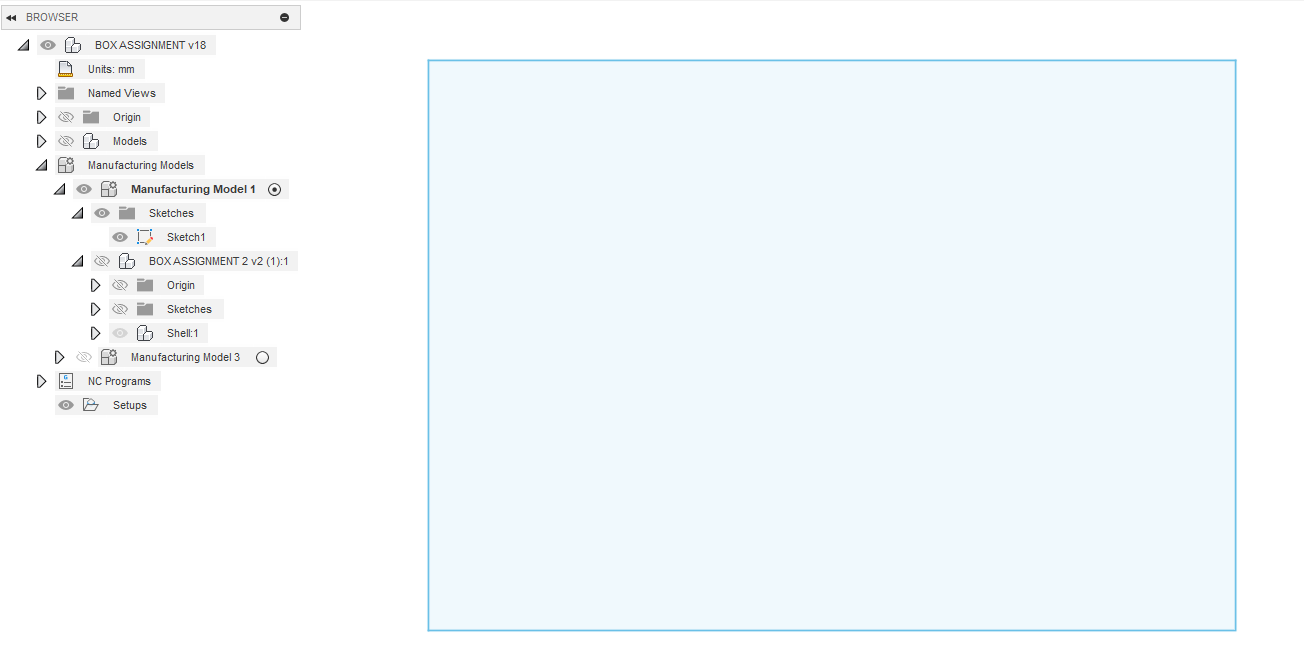 BROWSER
BOX ASSIGNMENT v18
Units: mm
Named Views
Origin
Models
Manufacturing Models
Manufacturing Model 1
Sketches
Sketch1
BOX ASSIGNMENT 2 v2 (1):1
Origin
Sketches
Shell:1
Manufacturing Model 3
NC Programs
Setups